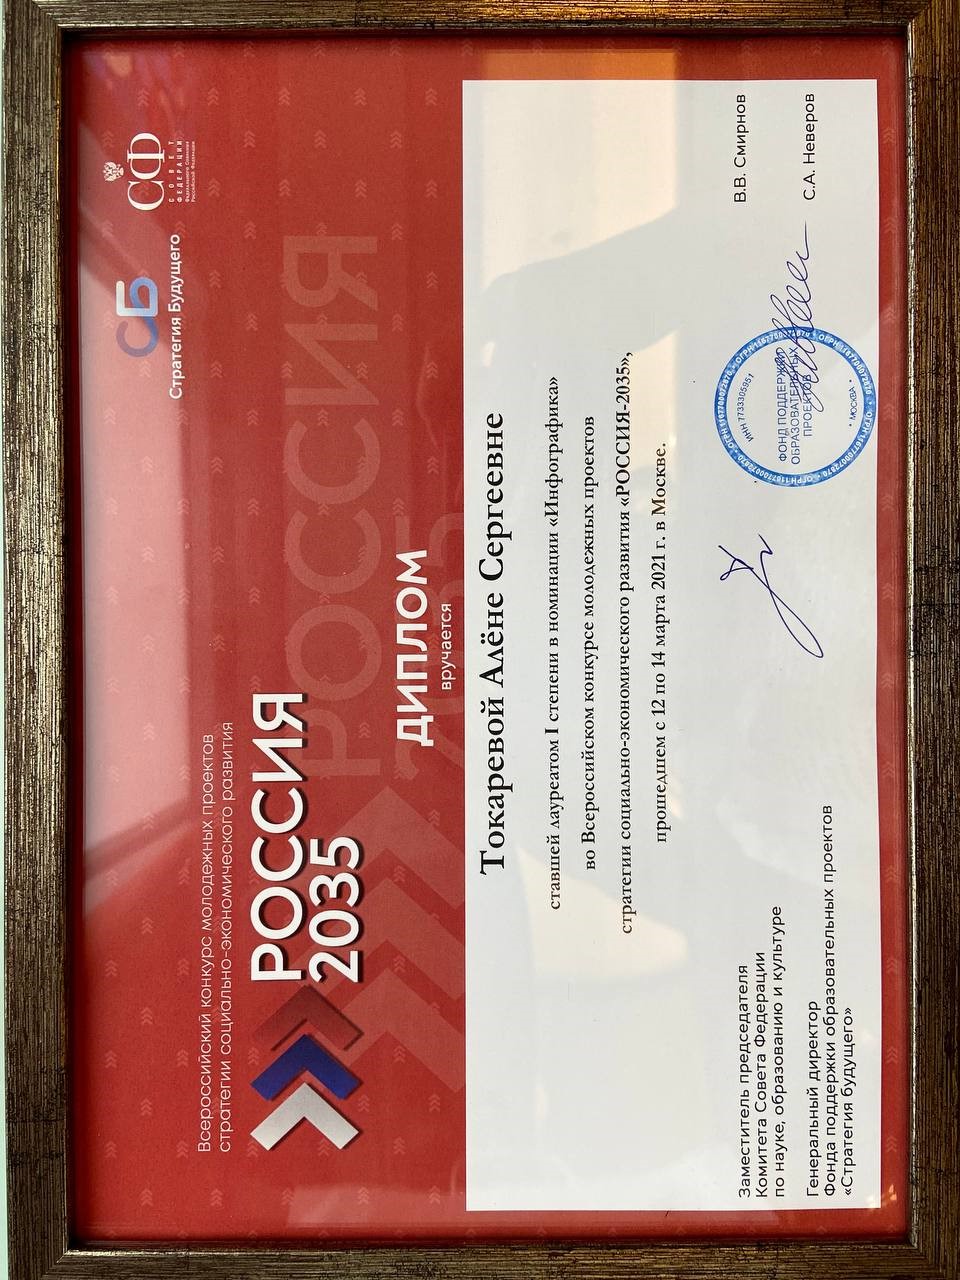 Всероссийский конкурс молодежных проектов
стратегии социально-экономического развития
РОССИЯ
2035
СБ
Стратегия Будущего
СФ
СОВЕТ
ФЕДЕРАЦИИ
Федерального Собрания
Российской Федерации
РОССИЯ
2035
ДИПЛОМ
вручается
Токаревой Алёне Сергеевне
ставшей лауреатом I степени в номинации «Инфографика»
во Всероссийском конкурсе молодежных проектов
стратегии социально-экономического развития «РОССИЯ-2035»,
прошедшем с 12 по 14 марта 2021 г. в Москве.
Заместитель председателя
Комитета Совета Федерации
по науке, образованию и культуре
В.В. Смирнов
Генеральный директор
Фонда поддержки образовательных проектов
«Стратегия будущего»
С.А. Неверов
ИНН 7733305951
ФОНД ПОДДЕРЖКИ
ОБРАЗОВАТЕЛЬНЫХ
ПРОЕКТОВ
• МОСКВА •